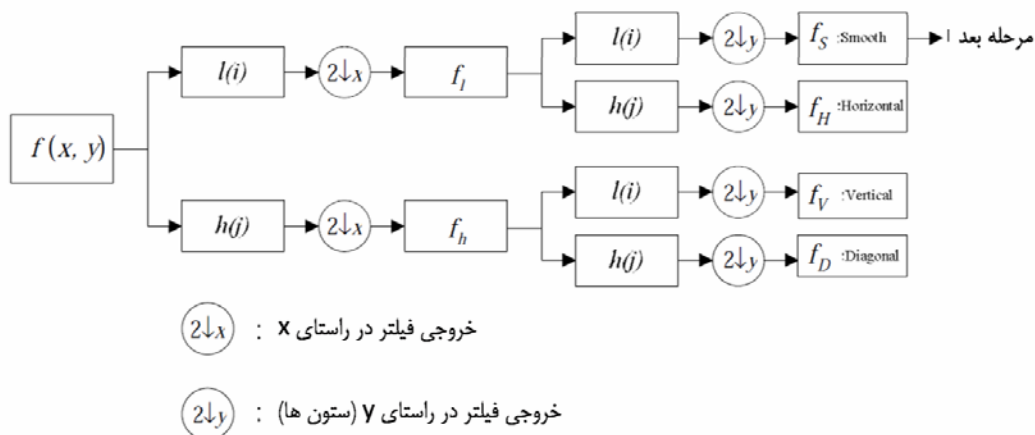 l(i) 2↓y f_S :Smooth مرحله بعد ا
l(i) 2↓x f_l
h(j) 2↓y f_H :Horizontal
f(x, y)
l(i) 2↓y f_V :Vertical
h(j) 2↓x f_h
h(j) 2↓y f_D :Diagonal
2↓x : خروجی فیلتر در راستای x
2↓y : خروجی فیلتر در راستای y (ستون ها)